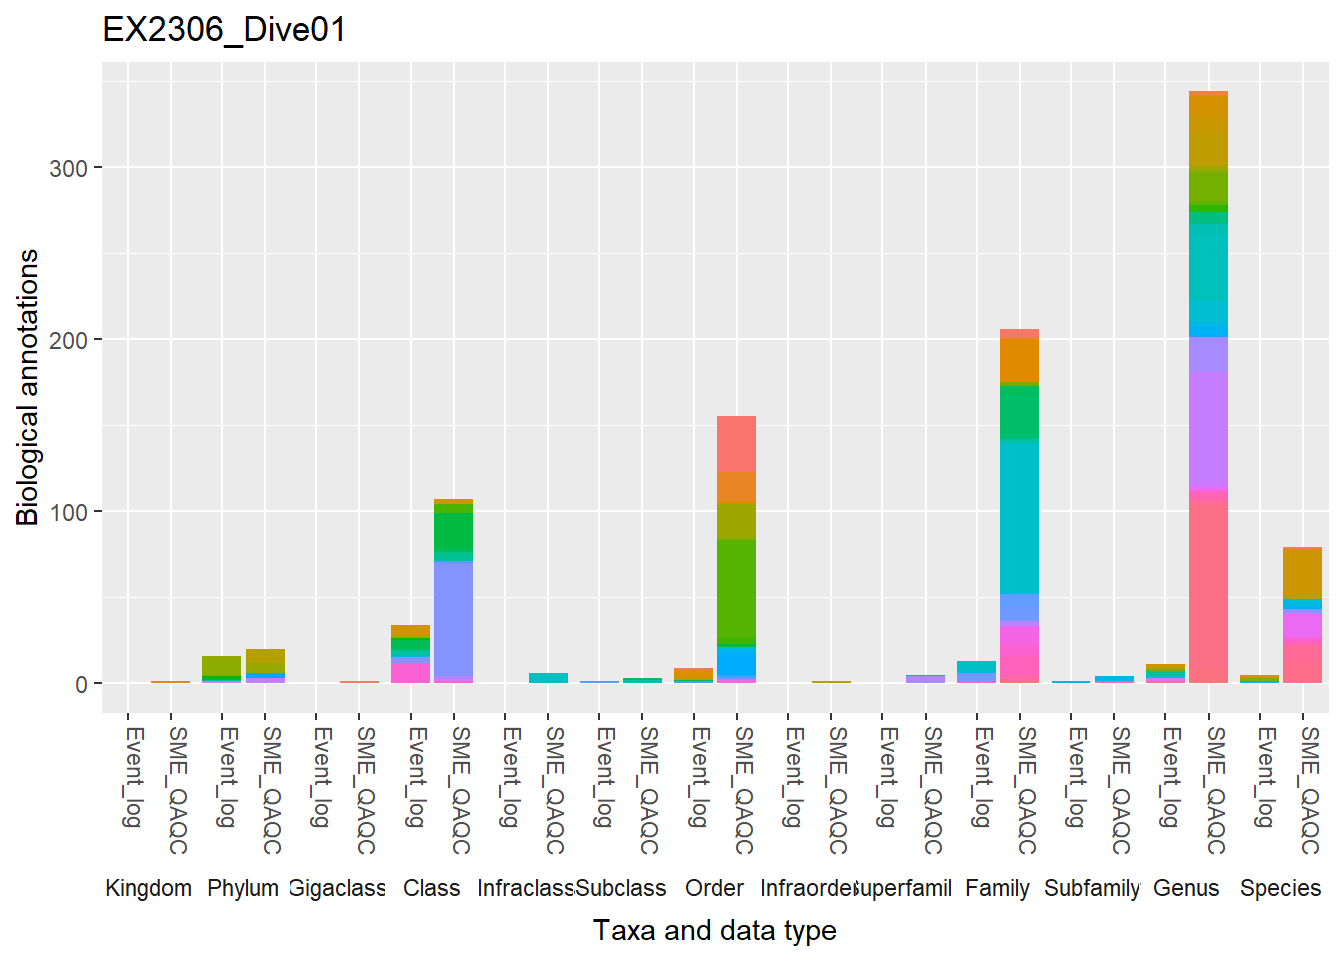 EX2306_Dive01
Biological annotations
300
200
100
0
Event_log SME_QAQC Event_log SME_QAQC Event_log SME_QAQC Event_log SME_QAQC Event_log SME_QAQC Event_log SME_QAQC Event_log SME_QAQC Event_log SME_QAQC Event_log SME_QAQC Event_log SME_QAQC Event_log SME_QAQC Event_log SME_QAQC Event_log SME_QAQC
Kingdom Phylum Gigaclass Class Infraclass Subclass Order Infraorder uperfamil Family Subfamily Genus Species
Taxa and data type